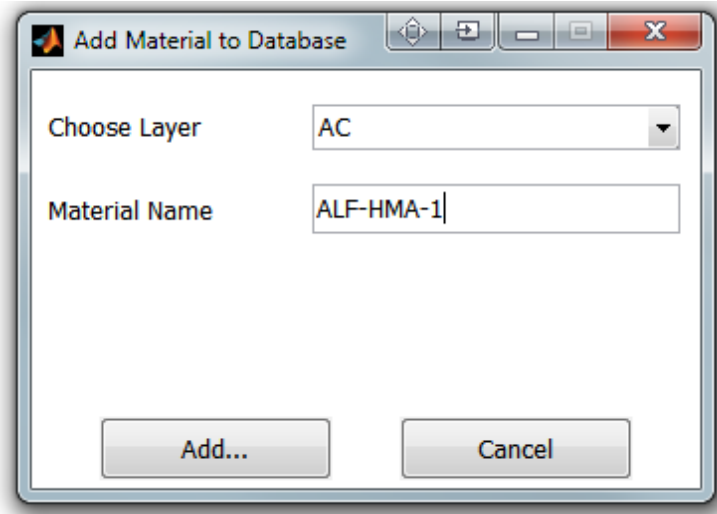 Add Material to Database
Choose Layer AC
Material Name ALF-HMA-1
Add... Cancel